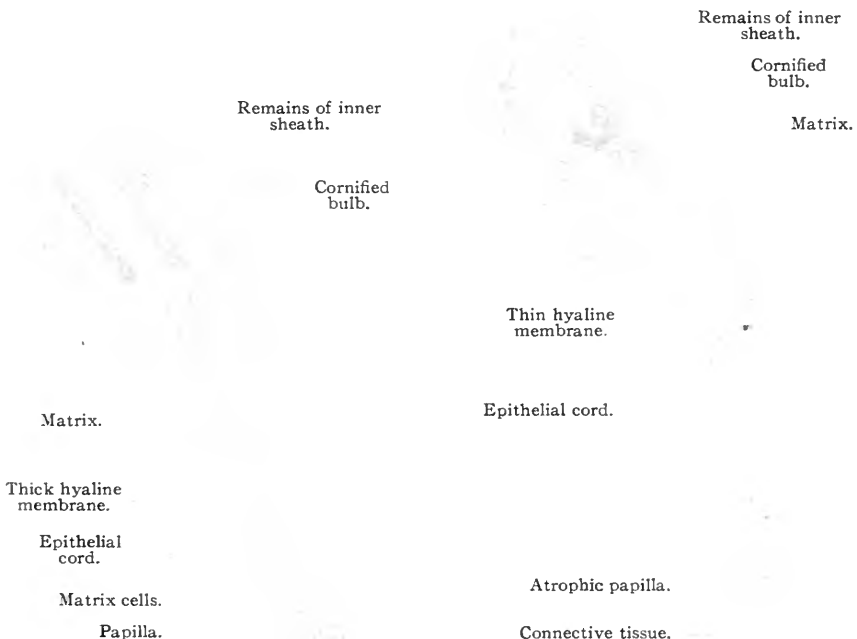 Remains of inner
sheath.
Cornified
bulb.
Matrix.
Remains of inner
sheath.
Cornified
bulb.
Thin hyaline
membrane.
Epithelial cord.
Matrix.
Thick hyaline
membrane.
Epithelial
cord.
Matrix cells.
Papilla.
Atrophic papilla.
Connective tissue.